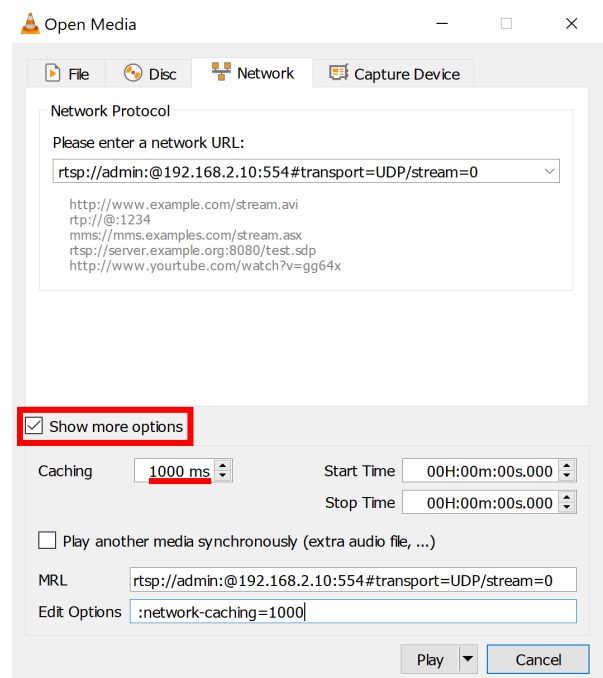 Open Media
File Disc Network Capture Device
Network Protocol
Please enter a network URL:
rtsp://admin:@192.168.2.10:554#transport=UDP/stream=0
http://www.example.com/stream.avi
rtp://@:1234
mms://mms.examples.com/stream.asx
rtsp://server.example.org:8080/test.sdp
http://www.yourtube.com/watch?v=gg64x
Show more options
Caching 1000 ms Start Time 00H:00m:00s.000
Stop Time 00H:00m:00s.000
Play another media synchronously (extra audio file, ...)
MRL rtsp://admin:@192.168.2.10:554#transport=UDP/stream=0
Edit Options :network-caching=1000
Play Cancel